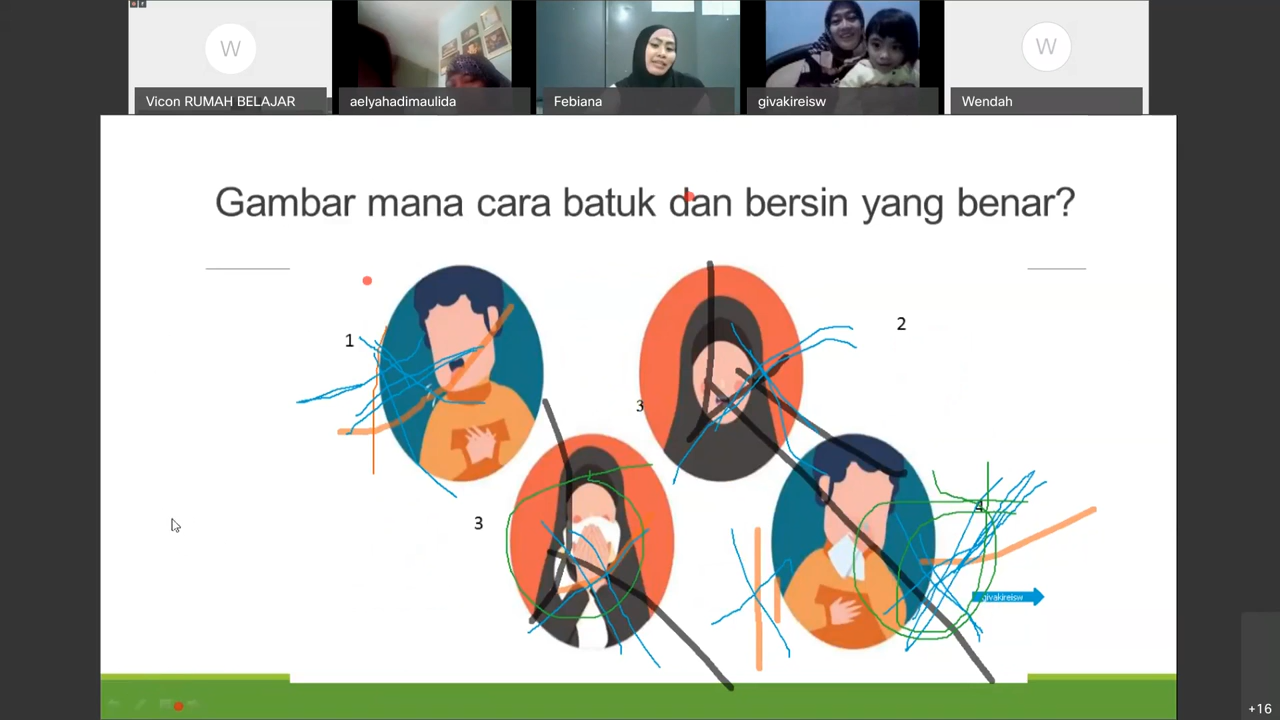 W
W
Vicon RUMAH BELAJAR
aelyahadimaulida
Febiana
givakireisw
Wendah
Gambar mana cara batuk dan bersin yang benar?
1
2
3
3
4
givakireisw
+16